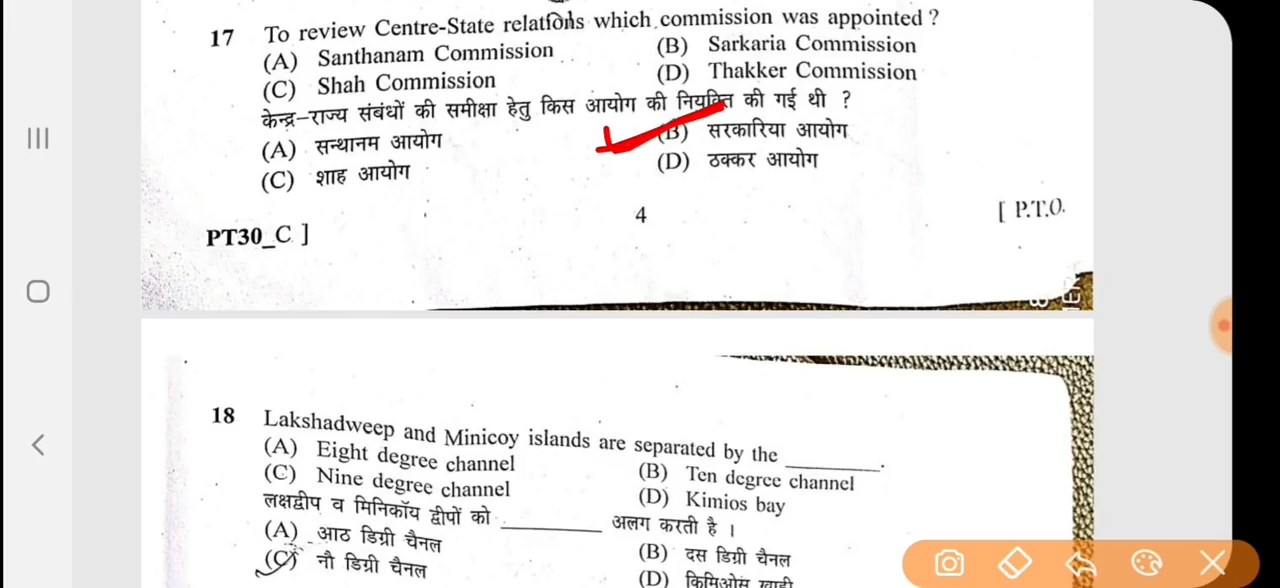 17 To review Centre-State relations which commission was appointed ?
(A) Santhanam Commission (B) Sarkaria Commission
(C) Shah Commission (D) Thakker Commission
केन्द्र-राज्य संबंधों की समीक्षा हेतु किस आयोग की नियुक्ति की गई थी ?
(A) सन्थानम आयोग (B) सरकारिया आयोग
(C) शाह आयोग (D) ठक्कर आयोग
PT30_C ] 4 [ P.T.O.
18 Lakshadweep and Minicoy islands are separated by the ________.
(A) Eight degree channel (B) Ten degree channel
(C) Nine degree channel (D) Kimios bay
लक्षद्वीप व मिनिकॉय द्वीपों को ________ अलग करती है ।
(A) आठ डिग्री चैनल (B) दस डिग्री चैनल
(C) नौ डिग्री चैनल (D) किमिओस खाड़ी